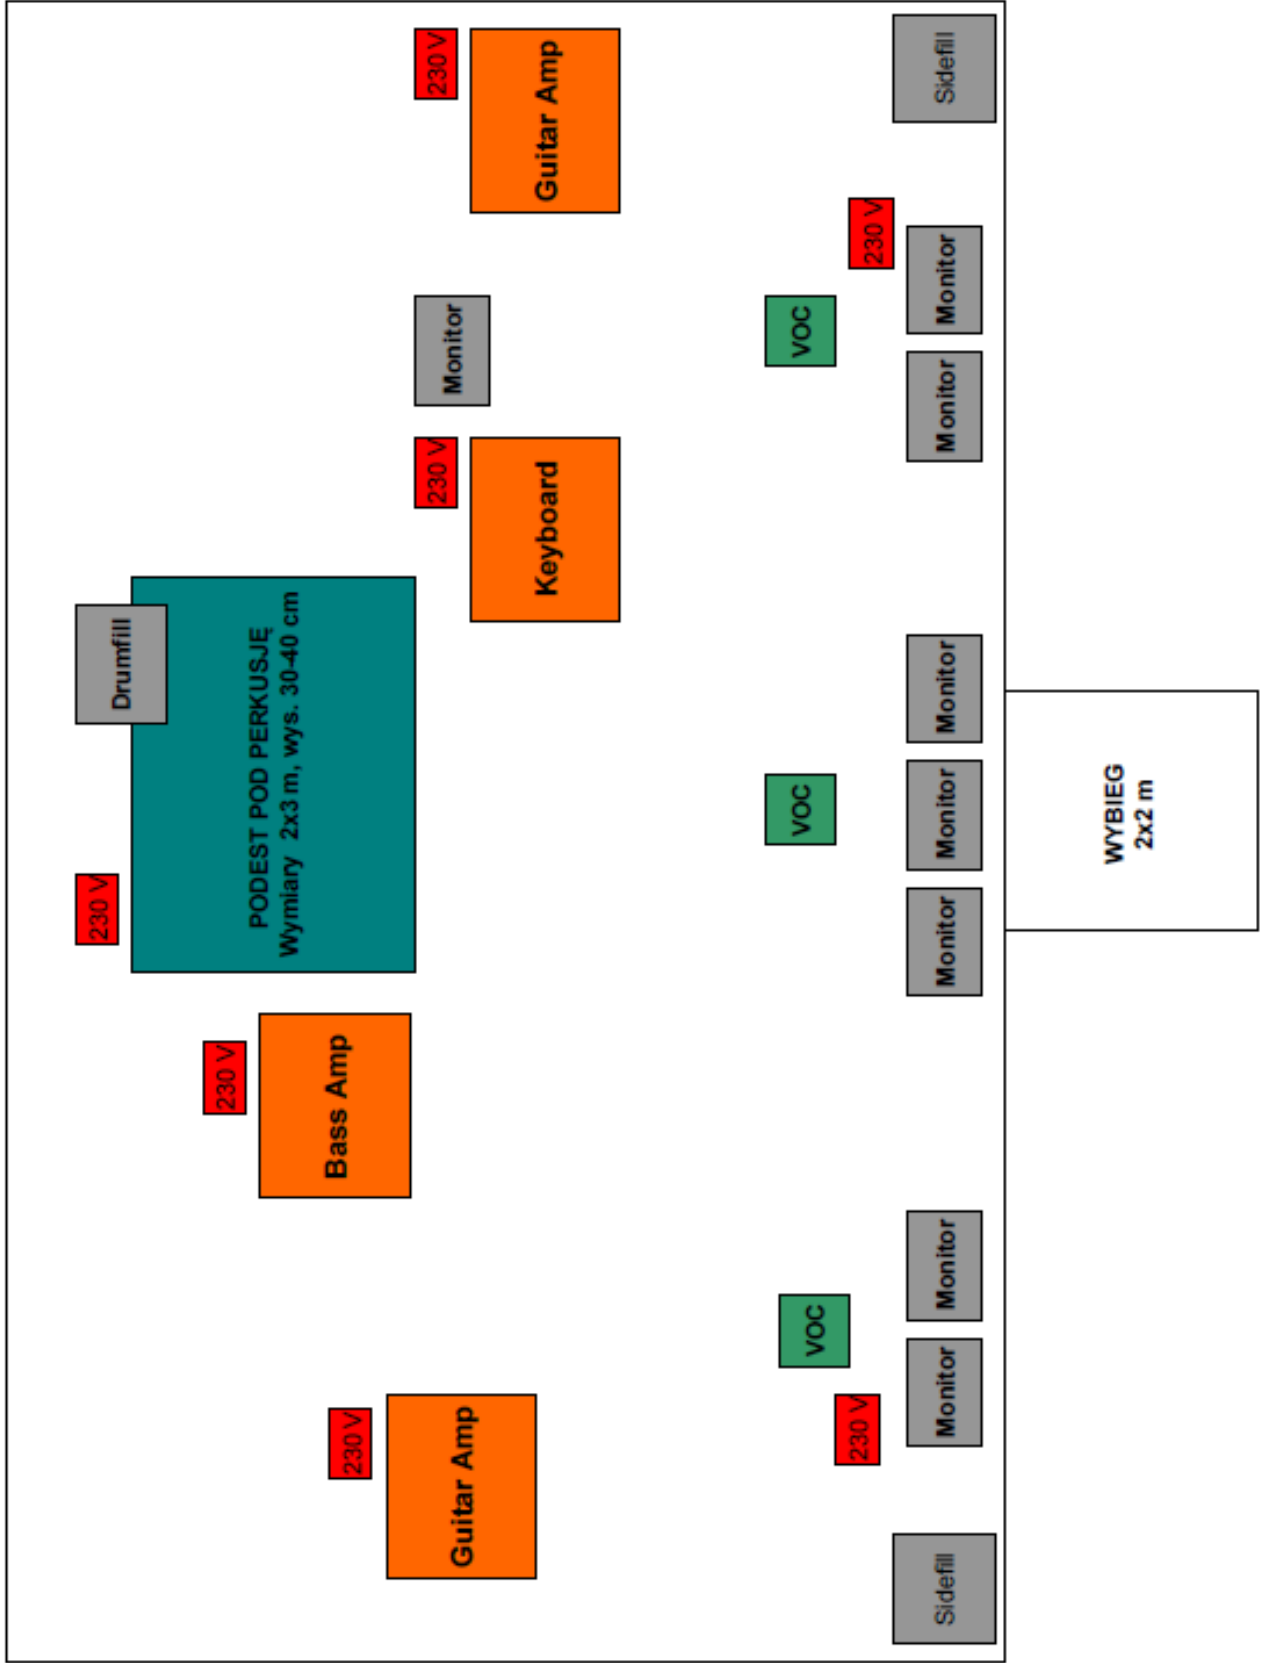 230 V
Drumfill
230 V
PODEST POD PERKUSJĘ
Wymiary 2x3 m, wys. 30-40 cm
Bass Amp
230 V
Guitar Amp
230 V
Keyboard
Monitor
230 V
Guitar Amp
VOC
VOC
VOC
230 V
230 V
Sidefill
Monitor
Monitor
Monitor
Monitor
Monitor
Monitor
Monitor
Sidefill
WYBIEG
2x2 m